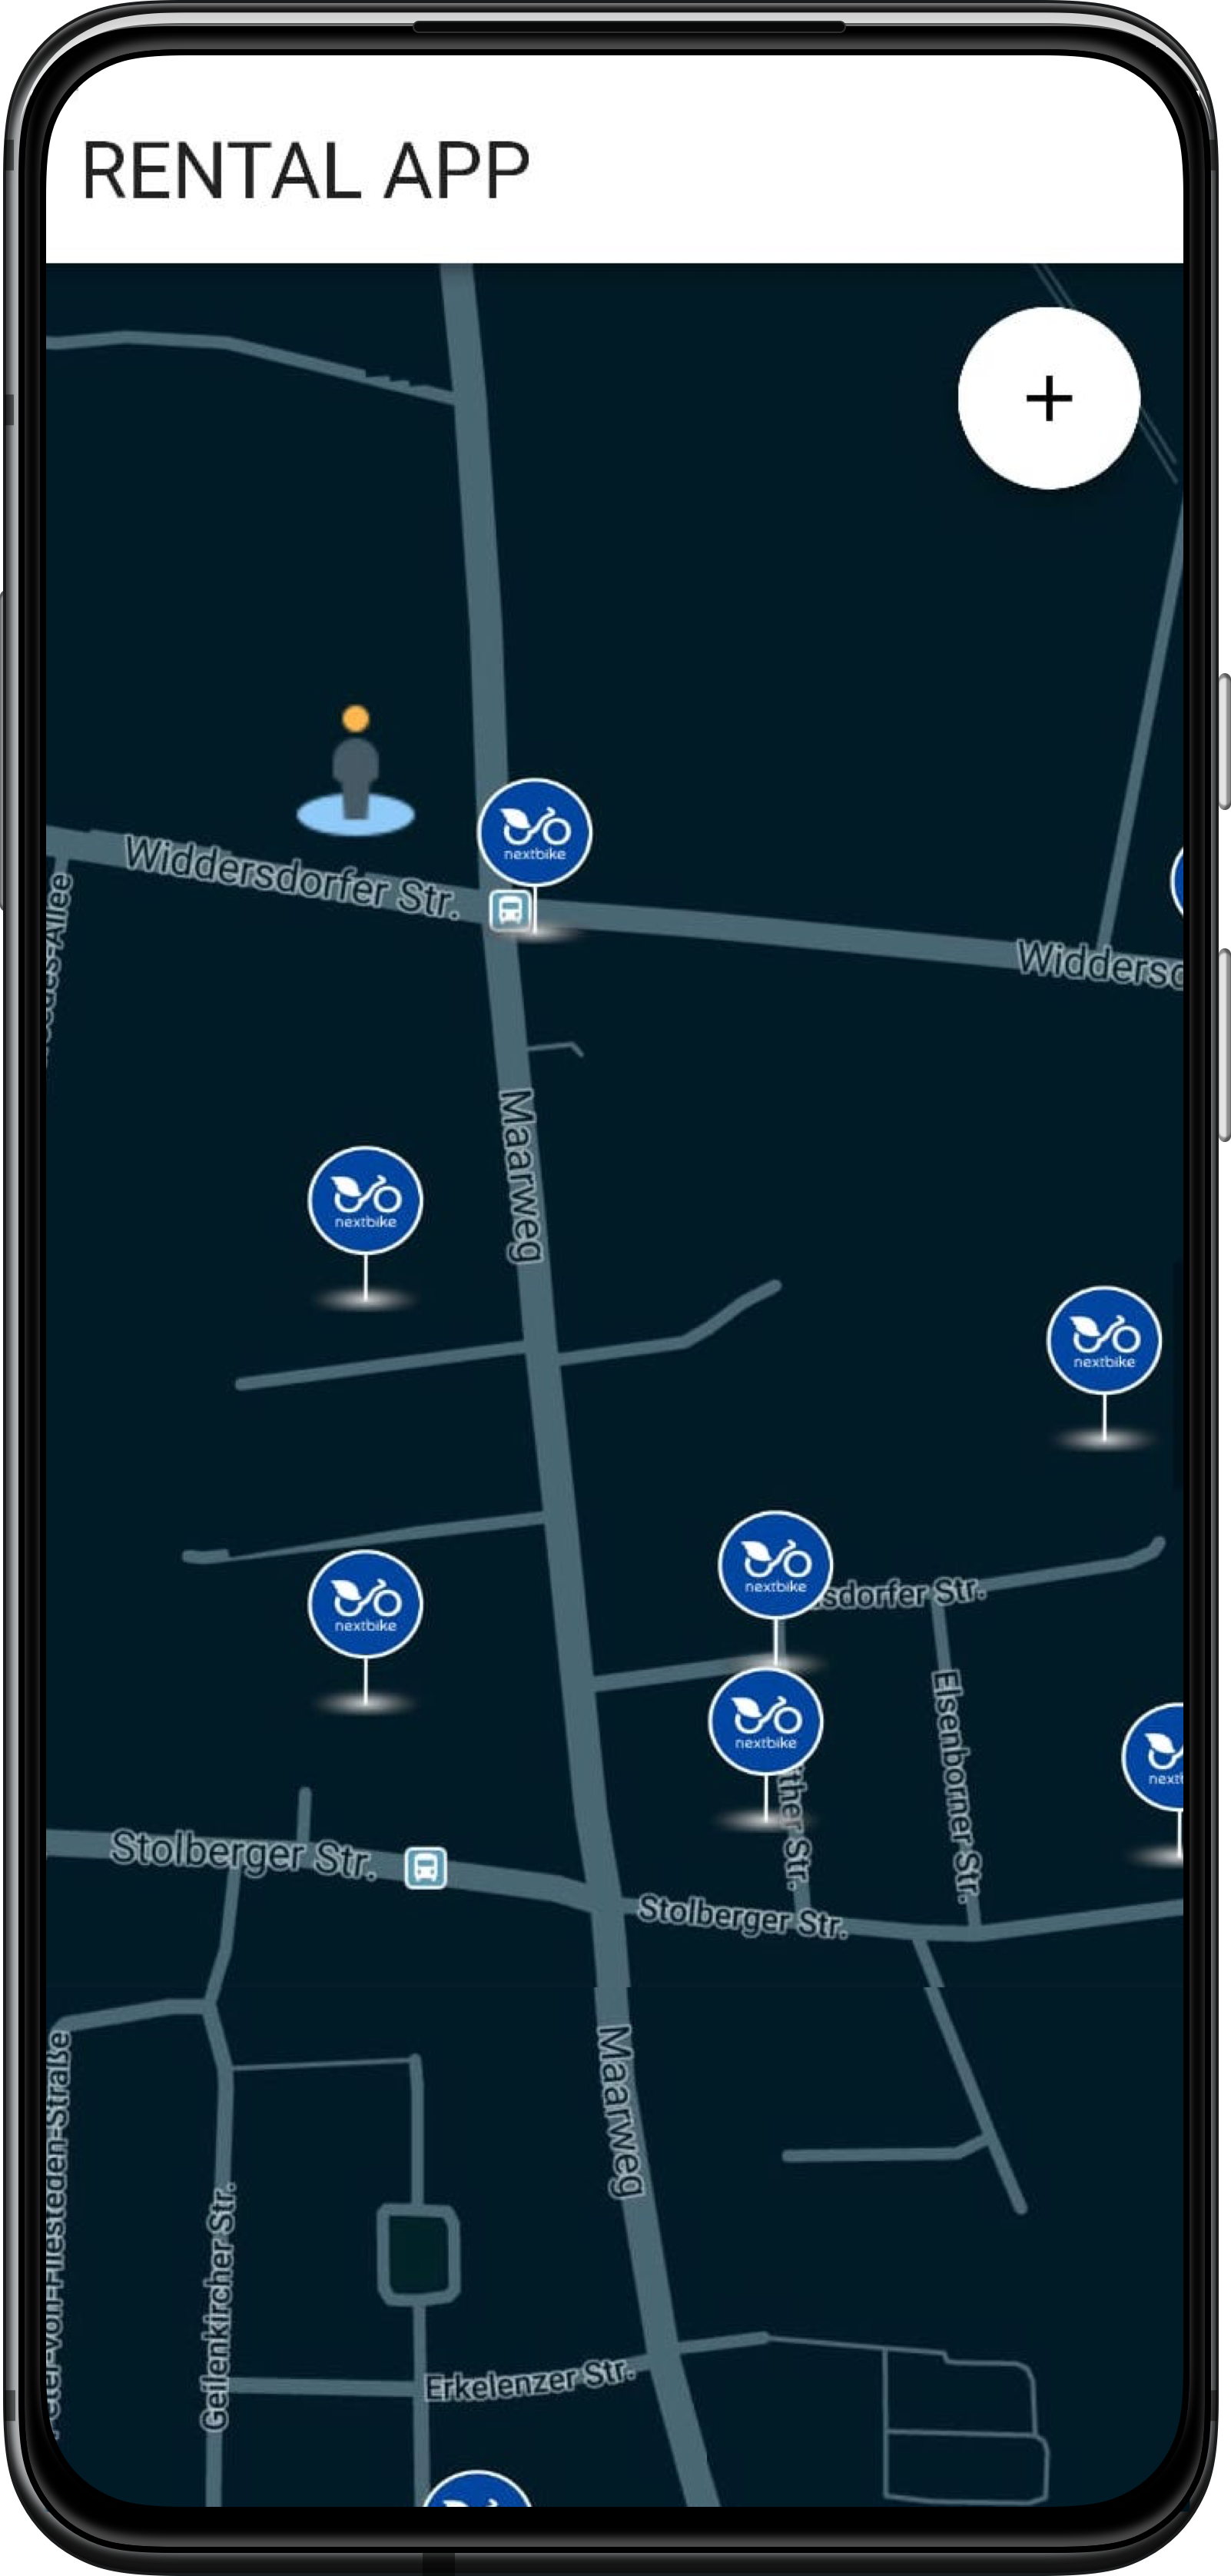 RENTAL APP
nextbike
Widdersdorfer Str.
Maarweg
nextbike
nextbike
nextbike
sdorfer Str.
nextbike
nextbike
Elsenborner Str.
ther Str.
next
Stolberger Str.
Stolberger Str.
Maarweg
Geilenkircher Str.
Erkelenzer Str.